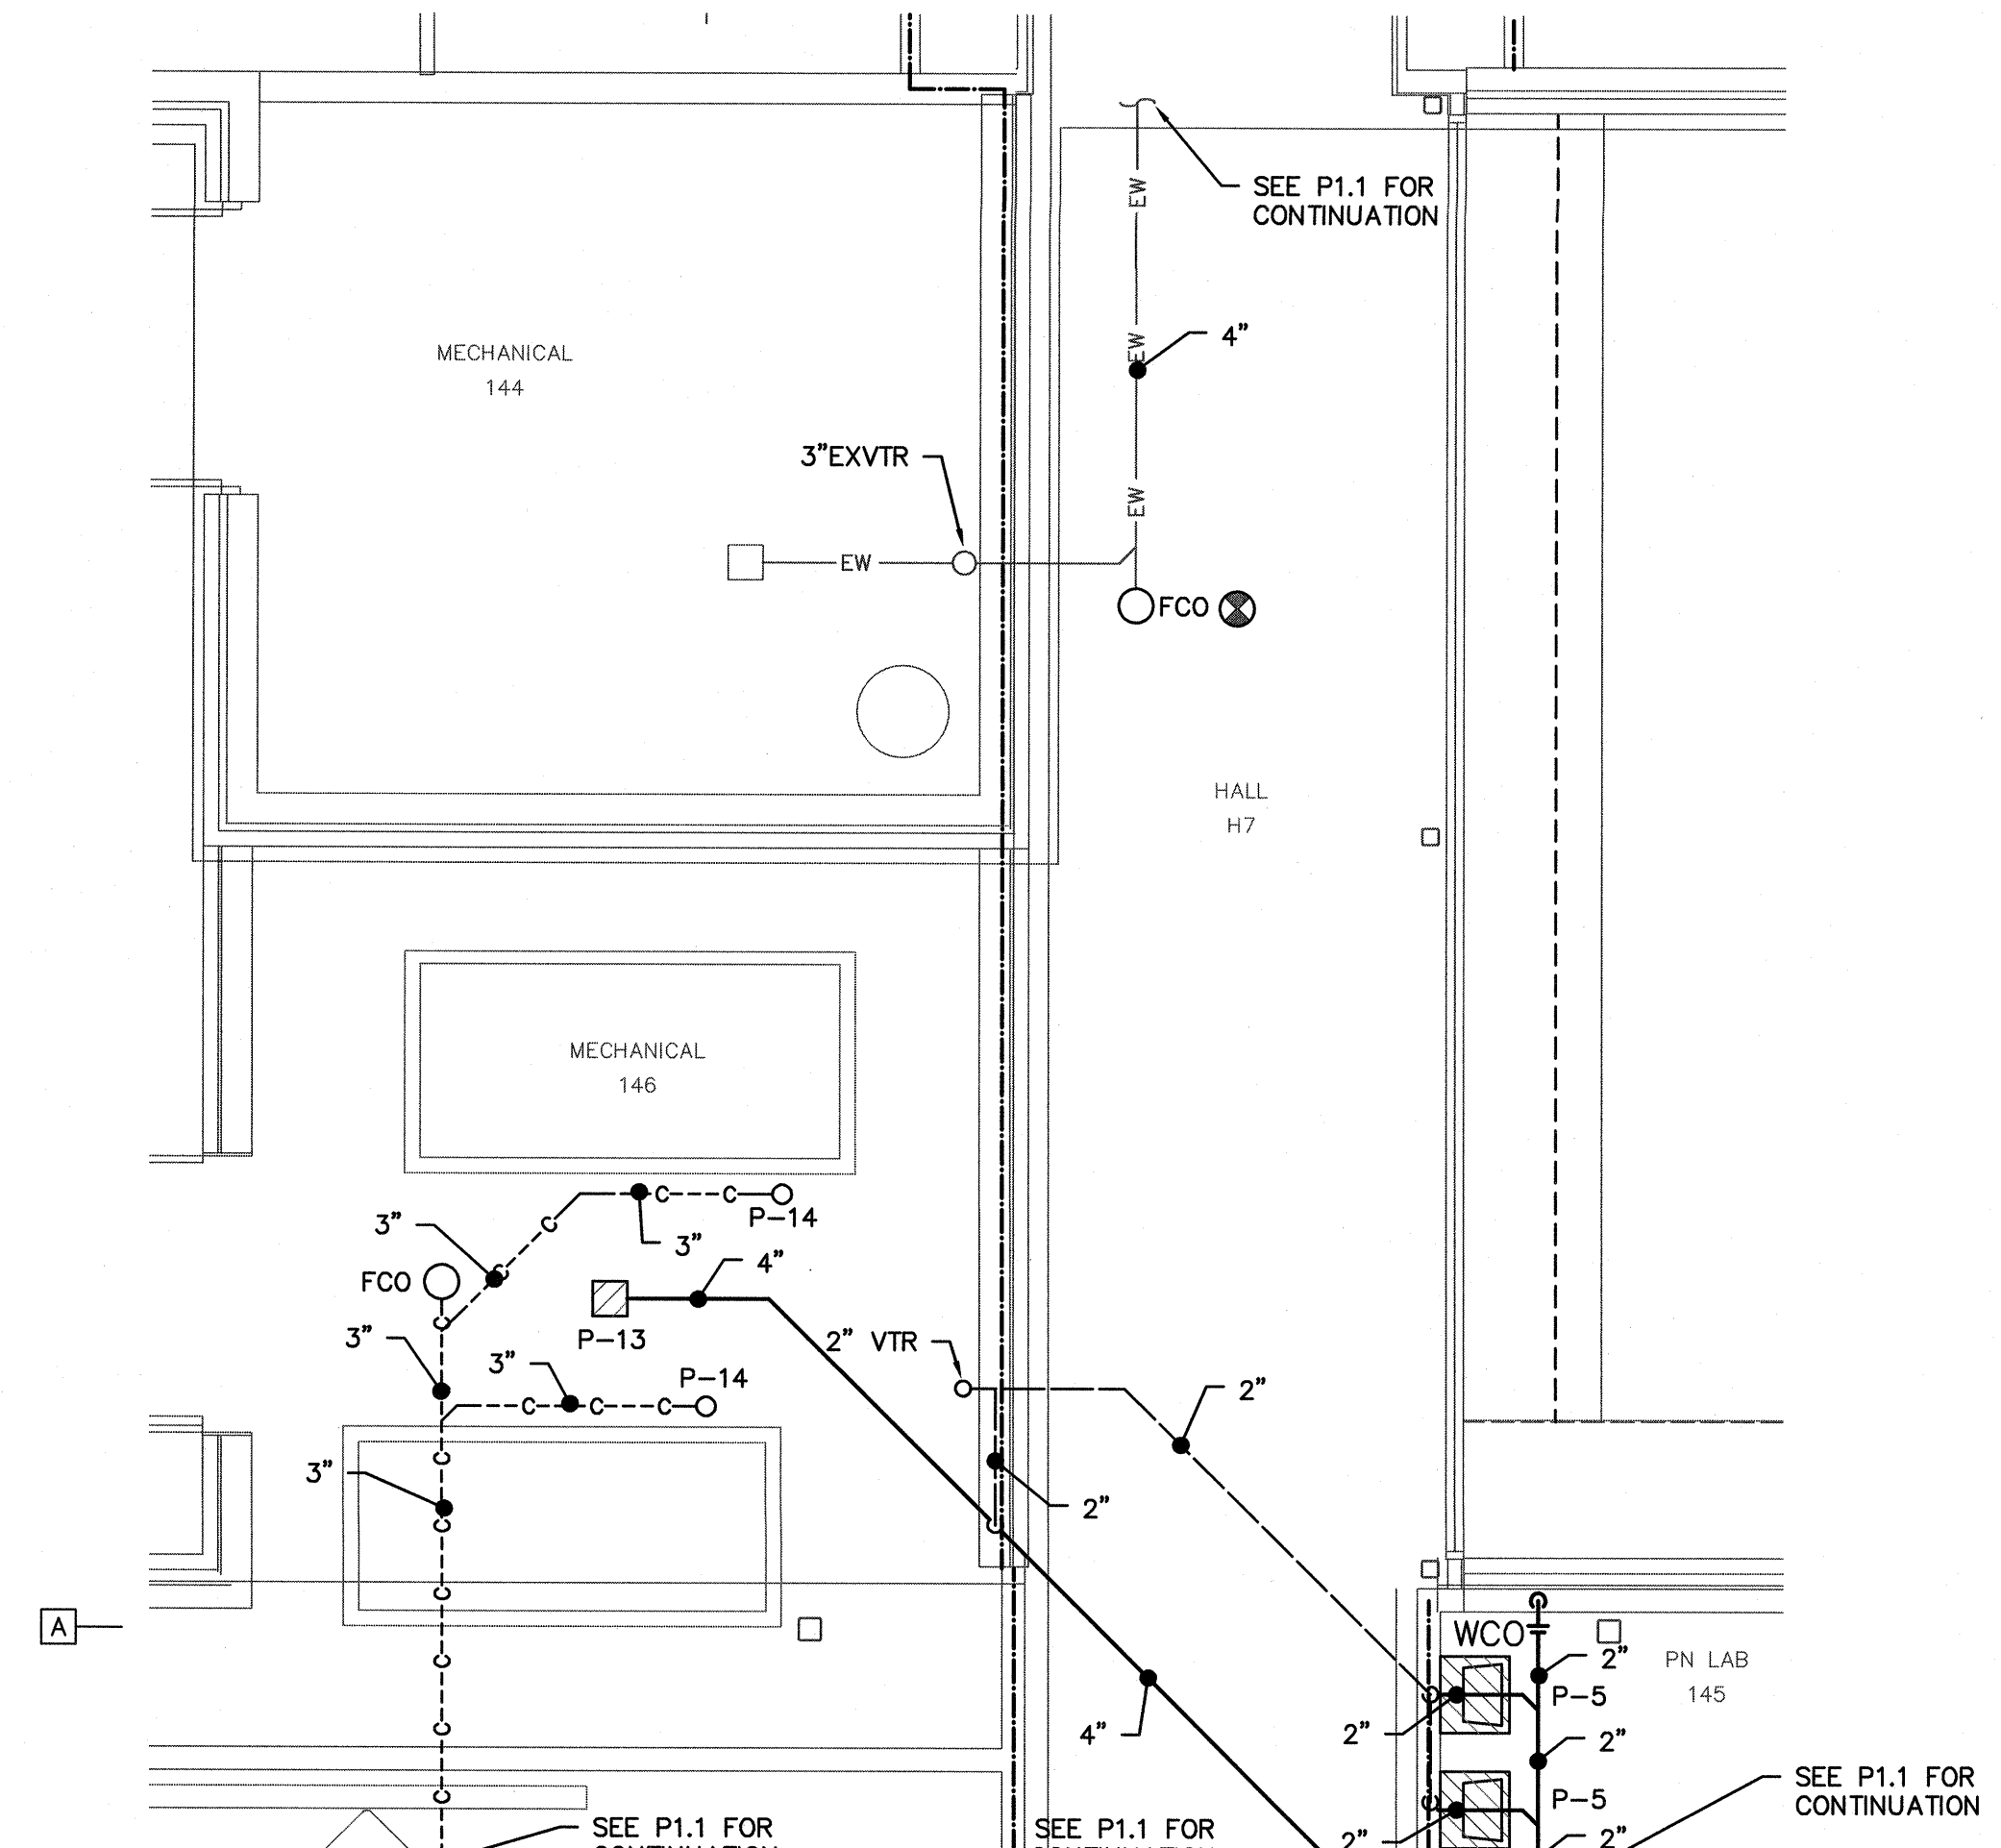 SEE P1.1 FOR
CONTINUATION
EW
4"
EW
MECHANICAL
144
3"EXVTR
EW
EW
FCO
HALL
H7
MECHANICAL
146
C
C
P-14
3"
C
3"
C
4"
FCO
C
P-13
3"
2" VTR
3"
P-14
C
C
C
2"
C
3"
2"
C
C
A
WCO
2"
PN LAB
145
C
P-5
4"
2"
C
2"
SEE P1.1 FOR
CONTINUATION
C
P-5
SEE P1.1 FOR
CONTINUATION
SEE P1.1 FOR
CONTINUATION
2"
2"